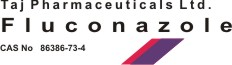 Taj Pharmaceuticals Ltd.
Fluconazole
CAS No 86386-73-4